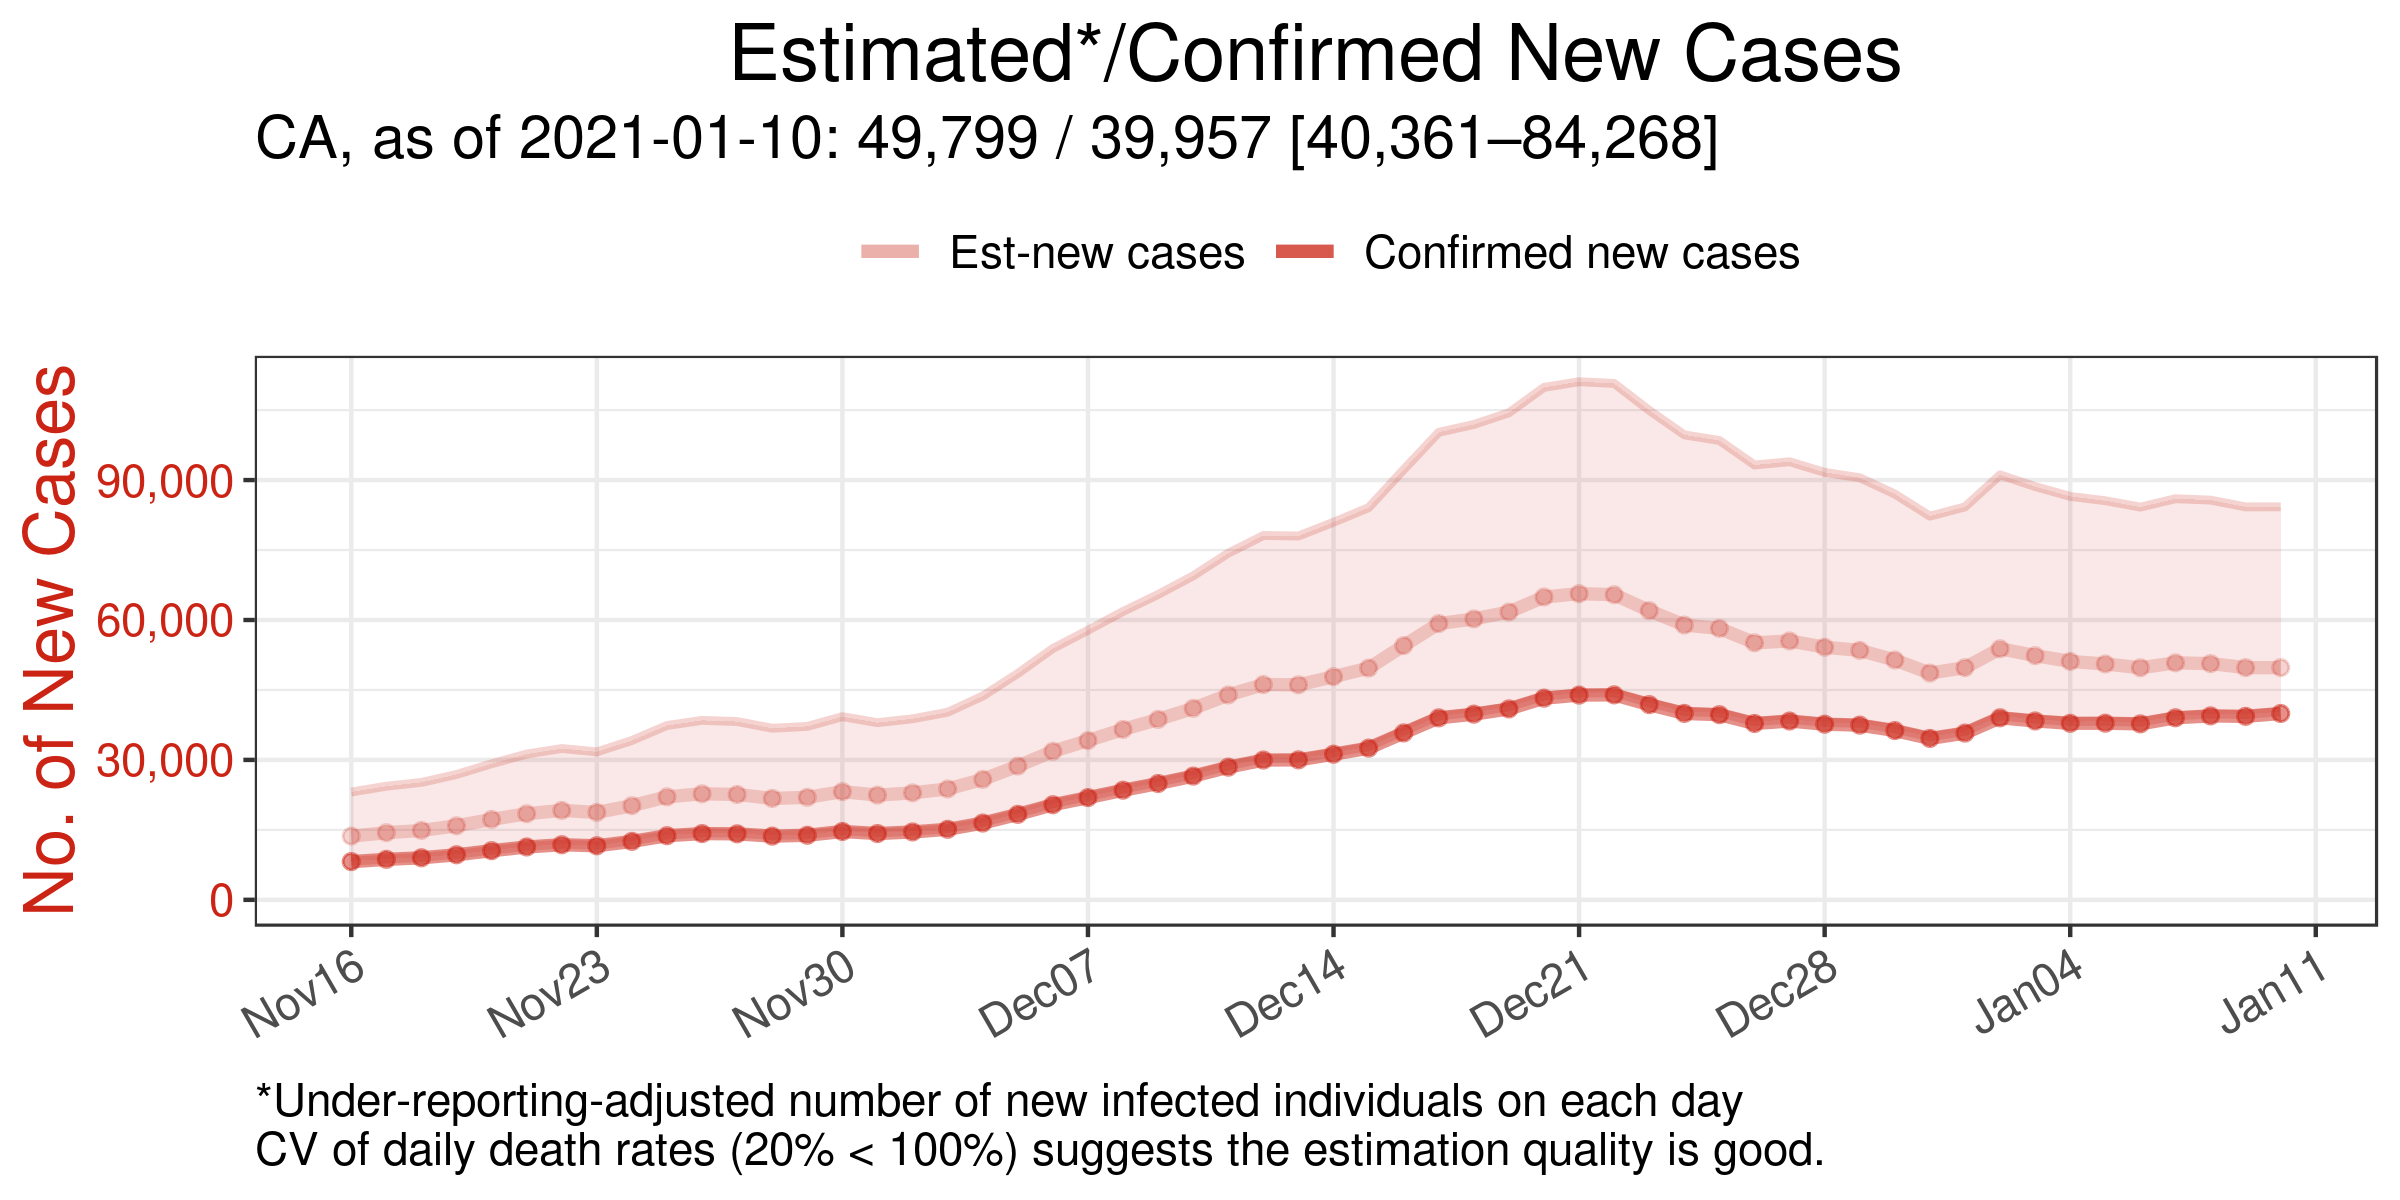 Estimated*/Confirmed New Cases
CA, as of 2021-01-10: 49,799 / 39,957 [40,361–84,268]
Est-new cases
Confirmed new cases
No. of New Cases
90,000
60,000
30,000
0
Nov16
Nov23
Nov30
Dec07
Dec14
Dec21
Dec28
Jan04
Jan11
*Under-reporting-adjusted number of new infected individuals on each day
CV of daily death rates (20% < 100%) suggests the estimation quality is good.